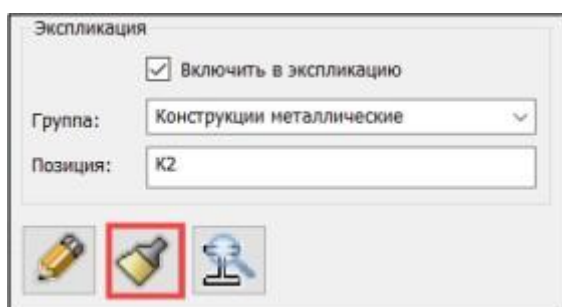 Экспликация
Включить в экспликацию
Группа: Конструкции металлические
Позиция: К2